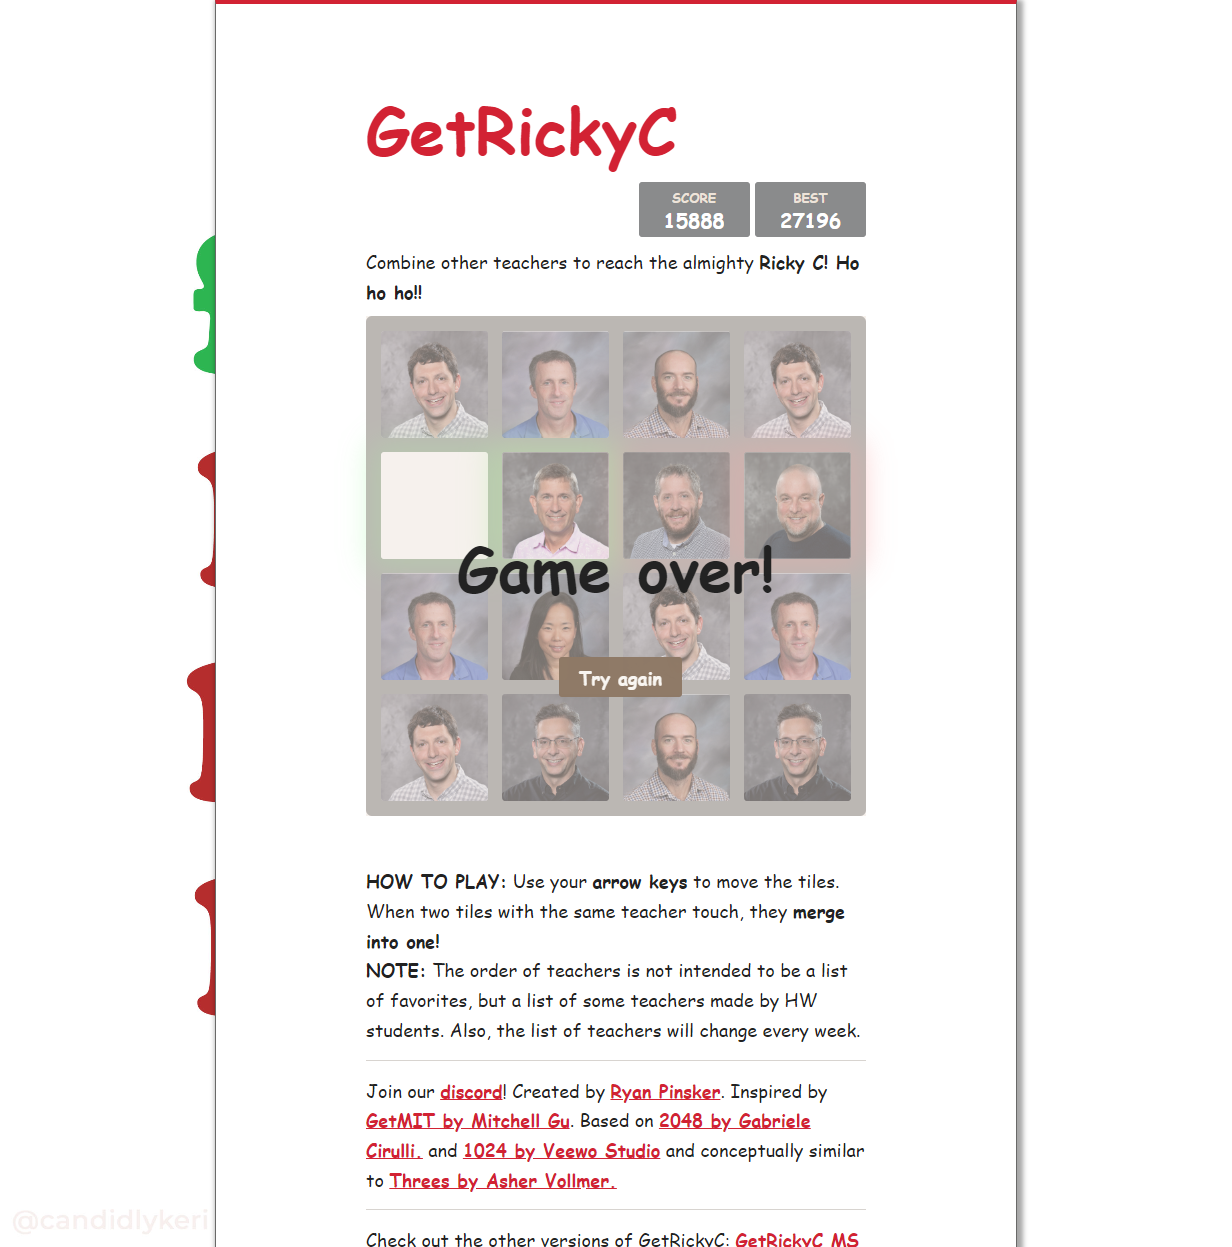 GetRickyC
SCORE
15888
BEST
27196
Combine other teachers to reach the almighty Ricky C! Ho
ho ho!!
Game over!
Try again
HOW TO PLAY: Use your arrow keys to move the tiles.
When two tiles with the same teacher touch, they merge
into one!
NOTE: The order of teachers is not intended to be a list
of favorites, but a list of some teachers made by HW
students. Also, the list of teachers will change every week.
Join our discord! Created by Ryan Pinsker. Inspired by
GetMIT by Mitchell Gu. Based on 2048 by Gabriele
Cirulli. and 1024 by Veewo Studio and conceptually similar
to Threes by Asher Vollmer.
Check out the other versions of GetRickyC: GetRickyC MS
@candidlykeri